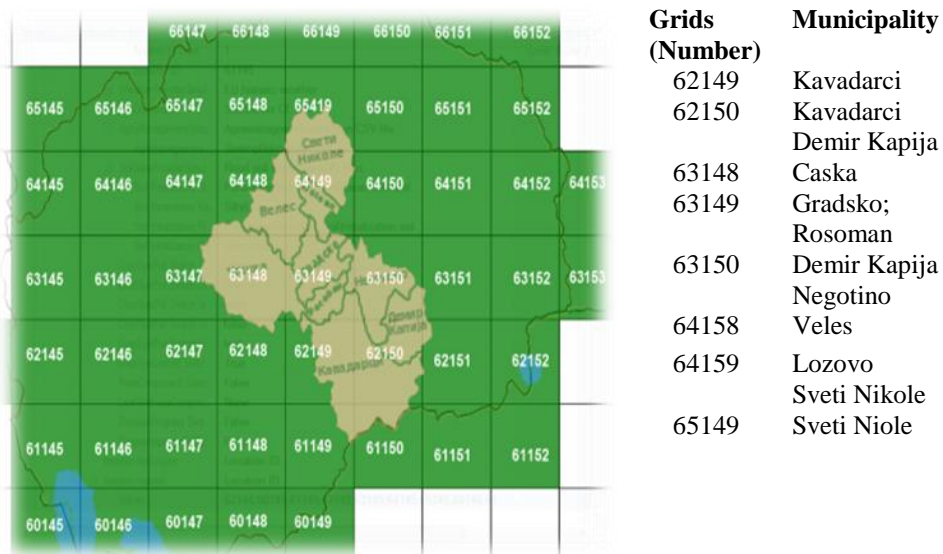 66147 66148 66149 66150 66151 66152
65145 65146 65147 65148 65419 65150 65151 65152
Свети
Николе
64145 64146 64147 64148 64149 64150 64151 64152 64153
Велес
63145 63146 63147 63148 63149 63150 63151 63152 63153
Демир
Капија
62145 62146 62147 62148 62149 62150 62151 62152
Кавадарци
61145 61146 61147 61148 61149 61150 61151 61152
60145 60146 60147 60148 60149
Grids Municipality
(Number)
62149 Kavadarci
62150 Kavadarci
Demir Kapija
63148 Caska
63149 Gradsko;
Rosoman
63150 Demir Kapija
Negotino
64158 Veles
64159 Lozovo
Sveti Nikole
65149 Sveti Niole